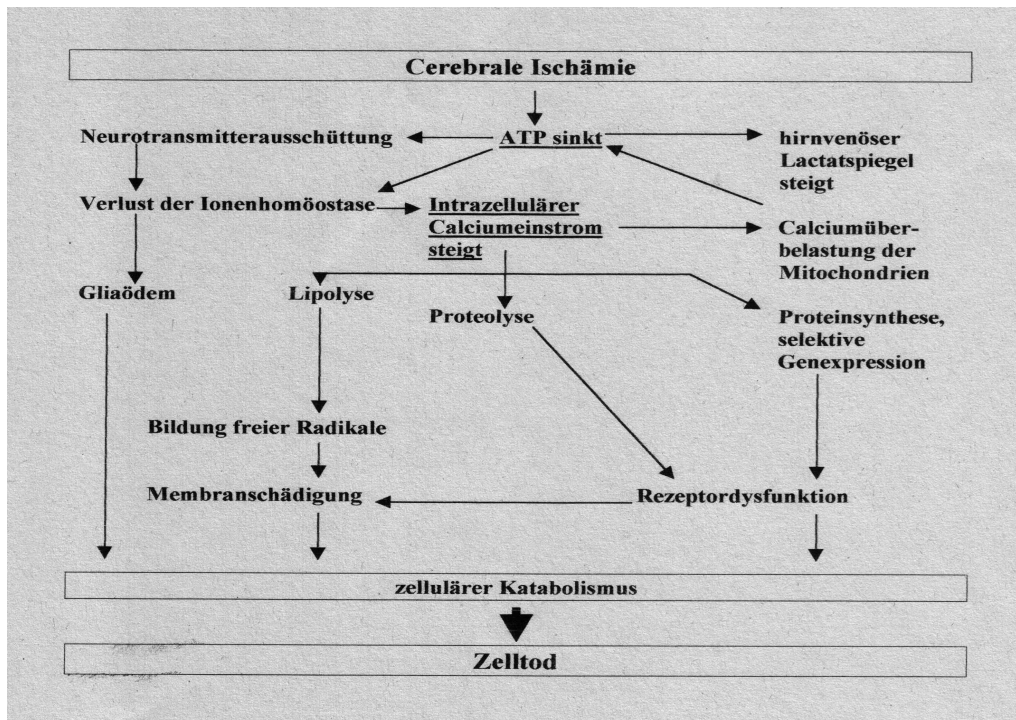 Cerebrale Ischämie
Neurotransmitterausschüttung
ATP sinkt
hirnvenöser
Lactatspiegel
steigt
Verlust der Ionenhomöostase
Intrazellulärer
Calciumeinstrom
steigt
Calciumüber-
belastung der
Mitochondrien
Gliaödem
Lipolyse
Proteolyse
Proteinsynthese,
selektive
Genexpression
Bildung freier Radikale
Membranschädigung
Rezeptordysfunktion
zellulärer Katabolismus
Zelltod